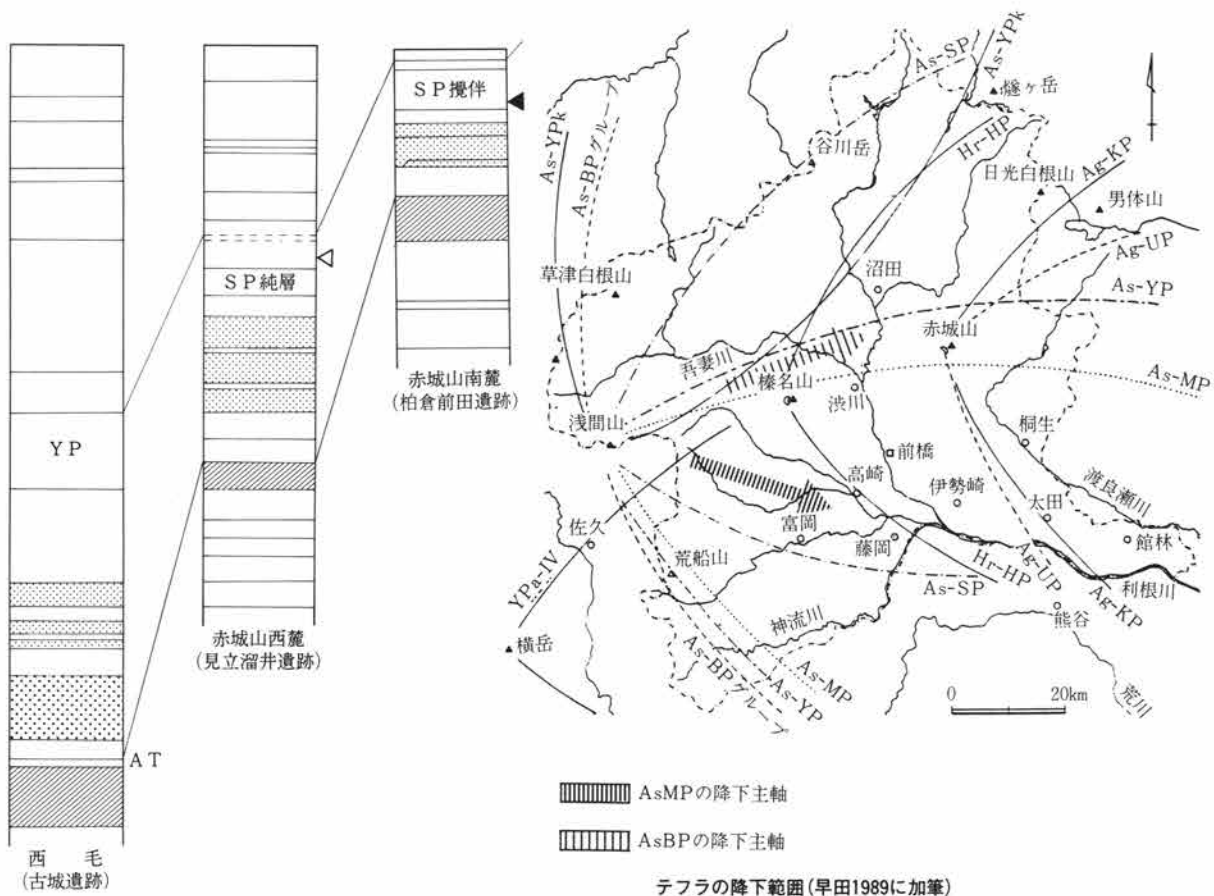 YP
AT
西　毛
(古城遺跡)
SP純層
赤城山西麓
(見立溜井遺跡)
SP攪伴
赤城山南麓
(柏倉前田遺跡)
As-YPk
As-BPグループ
As-SP
As-YPk
燧ヶ岳
谷川岳
Hr-HP
日光白根山
Ag-KP
男体山
Ag-UP
草津白根山
沼田
As-YP
赤城山
吾妻川
榛名山
渋川
As-MP
浅間山
桐生
前橋
高崎
伊勢崎
渡良瀬川
太田
佐久
富岡
藤岡
館林
荒船山
YPa-IV
As-SP
Hr-HP
Ag-UP
Ag-KP
利根川
熊谷
神流川
横岳
As-MP
As-YP
As-BPグループ
荒川
0　20km
AsMPの降下主軸
AsBPの降下主軸
テフラの降下範囲(早田1989に加筆)